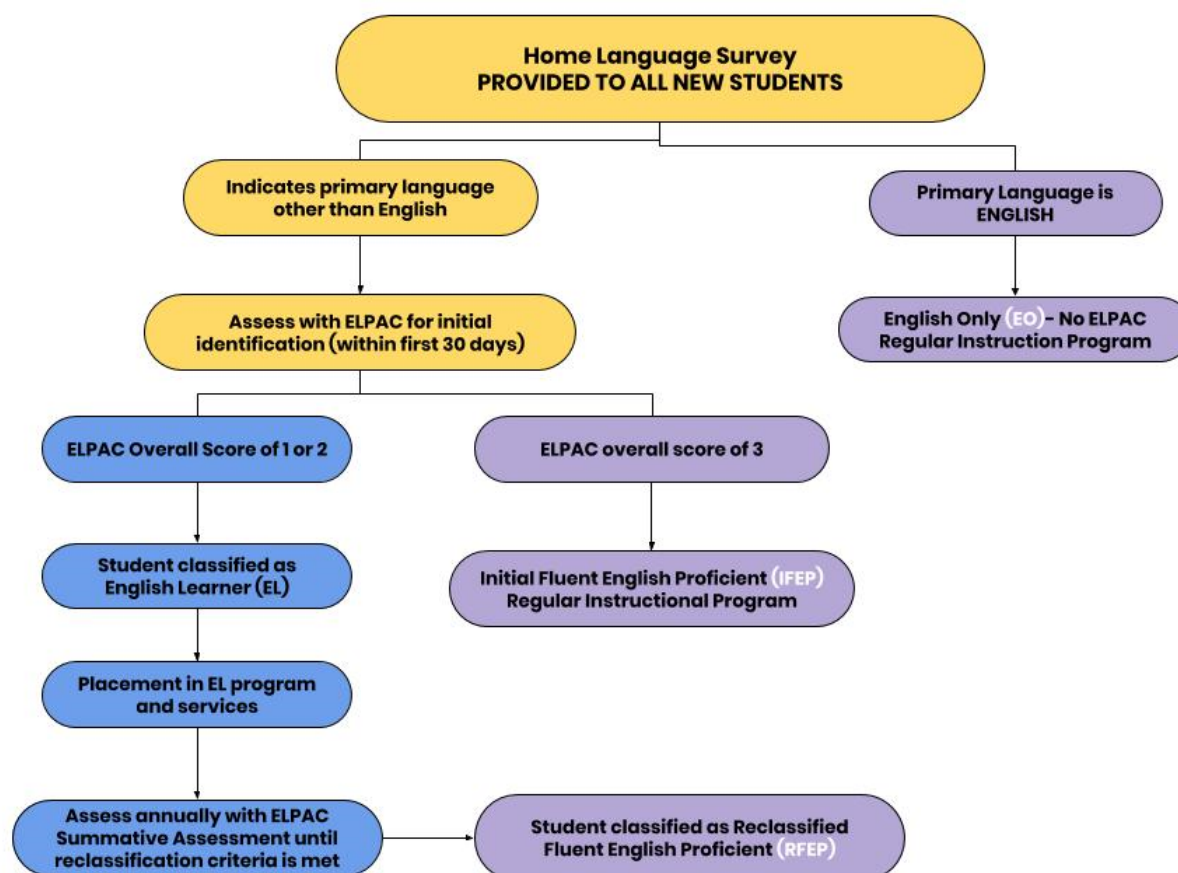 Home Language Survey
PROVIDED TO ALL NEW STUDENTS
Indicates primary language
other than English
Primary Language is
ENGLISH
Assess with ELPAC for initial
identification (within first 30 days)
English Only (EO)- No ELPAC
Regular Instruction Program
ELPAC Overall Score of 1 or 2
ELPAC overall score of 3
Student classified as
English Learner (EL)
Initial Fluent English Proficient (IFEP)
Regular Instructional Program
Placement in EL program
and services
Assess annually with ELPAC
Summative Assessment until
reclassification criteria is met
Student classified as Reclassified
Fluent English Proficient (RFEP)